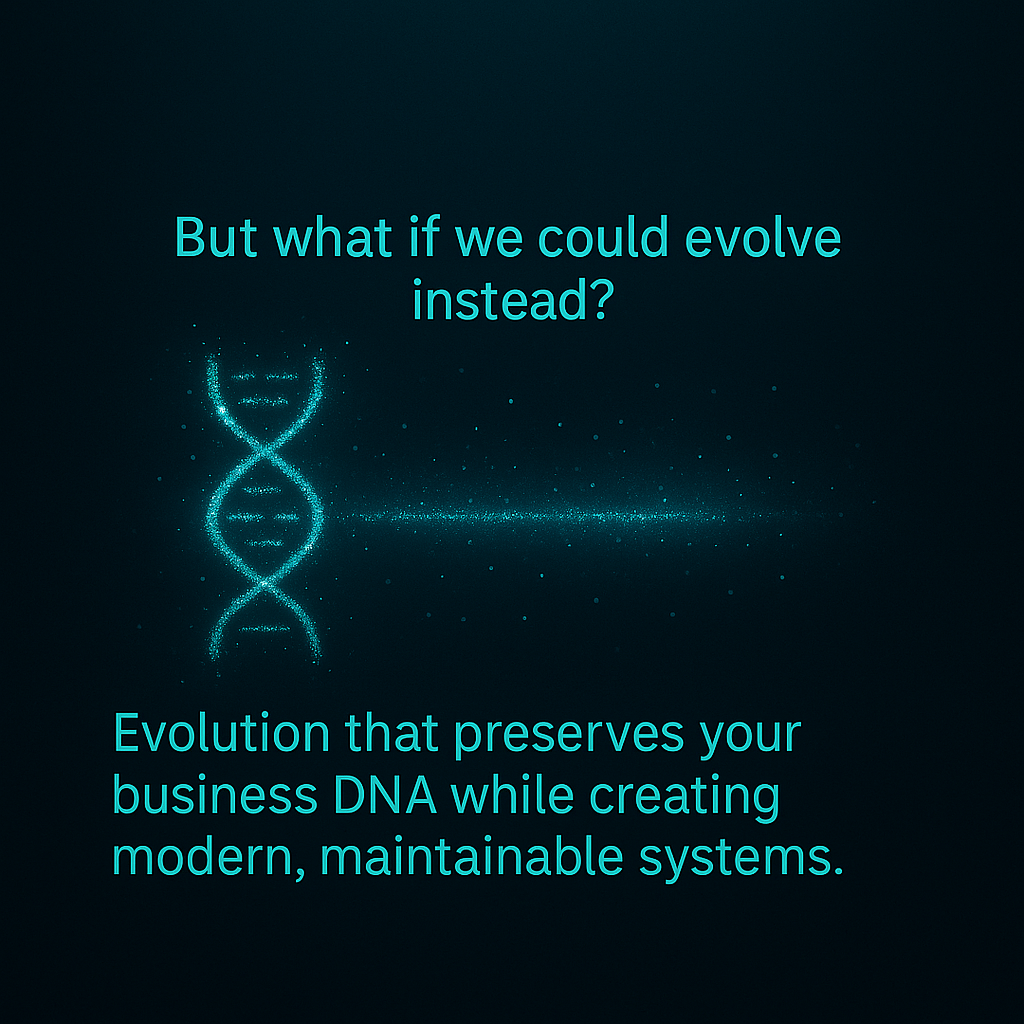 But what if we could evolve
instead?
Evolution that preserves your
business DNA while creating
modern, maintainable systems.